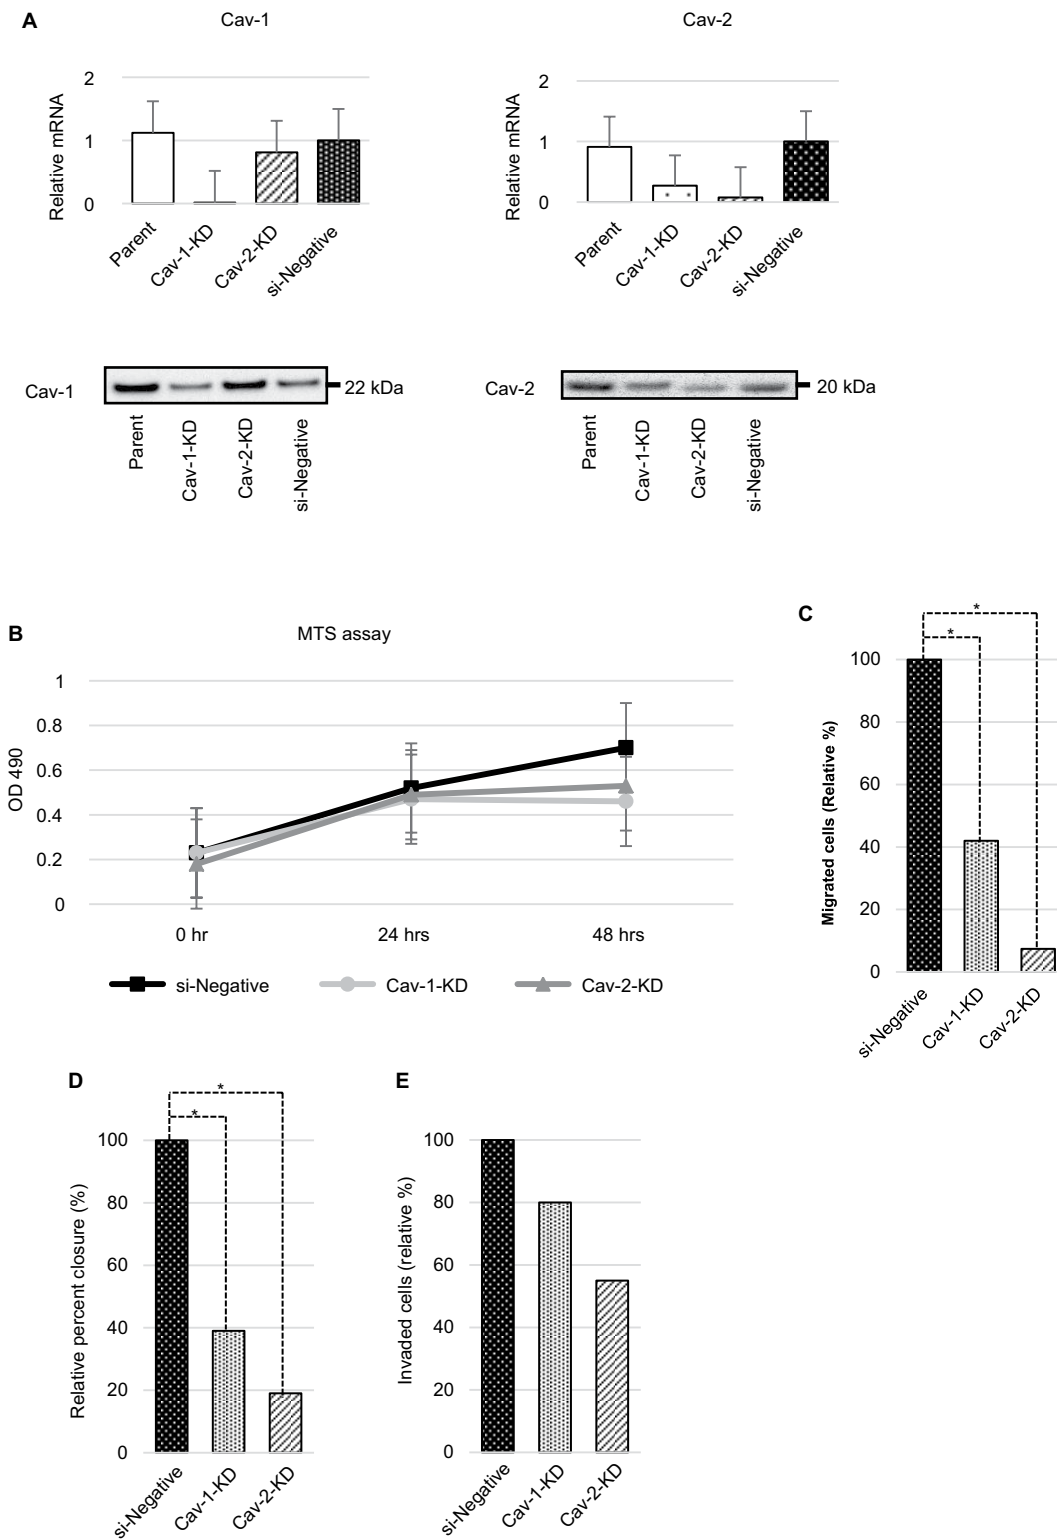 A
Cav-1
Cav-2
Relative mRNA
2
1
0
Parent
Cav-1-KD
Cav-2-KD
si-Negative
Relative mRNA
2
1
0
Parent
Cav-1-KD
Cav-2-KD
si-Negative
Cav-1
22 kDa
Parent
Cav-1-KD
Cav-2-KD
si-Negative
Cav-2
20 kDa
Parent
Cav-1-KD
Cav-2-KD
si-Negative
B
MTS assay
OD 490
1
0.8
0.6
0.4
0.2
0
0 hr
24 hrs
48 hrs
si-Negative
Cav-1-KD
Cav-2-KD
C
*
*
Migrated cells (Relative %)
100
80
60
40
20
0
si-Negative
Cav-1-KD
Cav-2-KD
D
*
*
Relative percent closure (%)
100
80
60
40
20
0
si-Negative
Cav-1-KD
Cav-2-KD
E
Invaded cells (relative %)
100
80
60
40
20
0
si-Negative
Cav-1-KD
Cav-2-KD